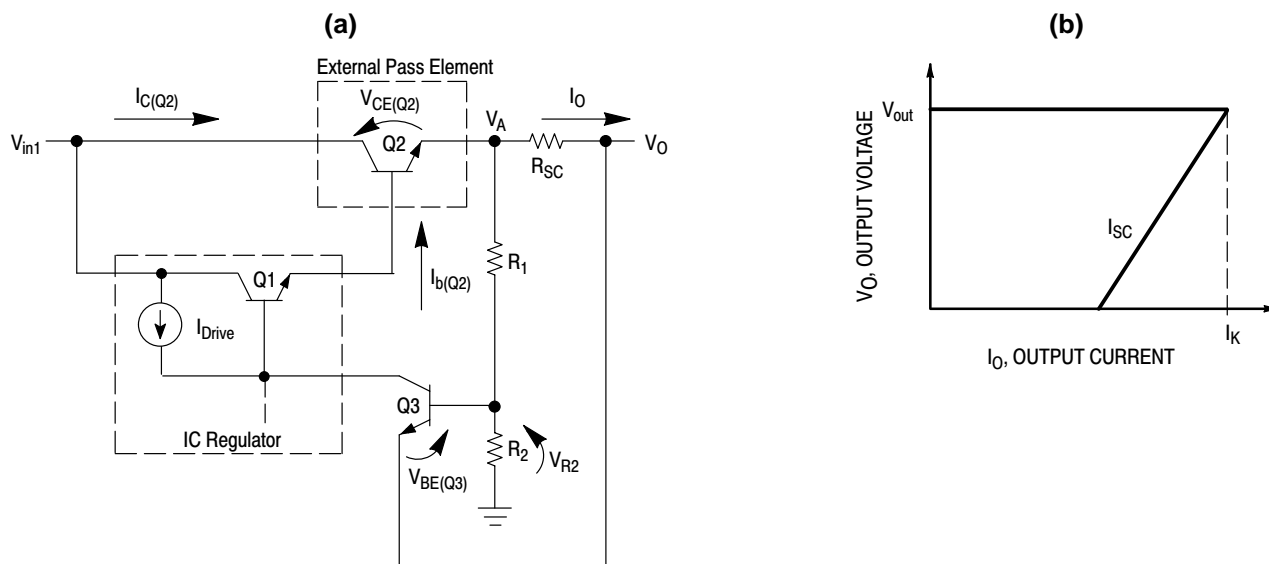 (a)
External Pass Element
I_C(Q2)
V_CE(Q2)
I_O
V_in1
Q2
V_A
R_SC
V_O
Q1
I_b(Q2)
R_1
I_Drive
Q3
IC Regulator
V_BE(Q3)
R_2
V_R2
(b)
V_O, OUTPUT VOLTAGE
V_out
I_SC
I_K
I_O, OUTPUT CURRENT